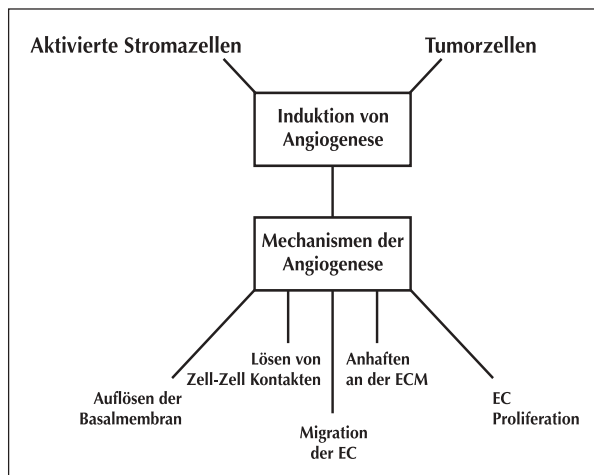 Aktivierte Stromazellen
Tumorzellen
Induktion von
Angiogenese
Mechanismen der
Angiogenese
Auflösen der
Basalmembran
Lösen von
Zell-Zell Kontakten
Migration
der EC
Anhaften
an der ECM
EC
Proliferation